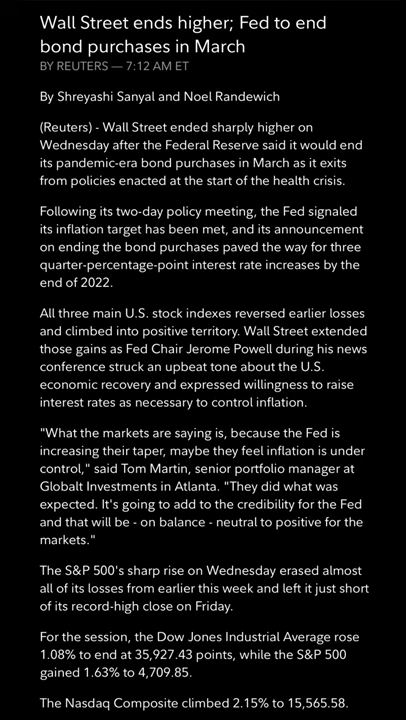 Wall Street ends higher; Fed to end
bond purchases in March
BY REUTERS — 7:12 AM ET
By Shreyashi Sanyal and Noel Randewich
(Reuters) - Wall Street ended sharply higher on
Wednesday after the Federal Reserve said it would end
its pandemic-era bond purchases in March as it exits
from policies enacted at the start of the health crisis.
Following its two-day policy meeting, the Fed signaled
its inflation target has been met, and its announcement
on ending the bond purchases paved the way for three
quarter-percentage-point interest rate increases by the
end of 2022.
All three main U.S. stock indexes reversed earlier losses
and climbed into positive territory. Wall Street extended
those gains as Fed Chair Jerome Powell during his news
conference struck an upbeat tone about the U.S.
economic recovery and expressed willingness to raise
interest rates as necessary to control inflation.
"What the markets are saying is, because the Fed is
increasing their taper, maybe they feel inflation is under
control," said Tom Martin, senior portfolio manager at
Globalt Investments in Atlanta. "They did what was
expected. It's going to add to the credibility for the Fed
and that will be - on balance - neutral to positive for the
markets."
The S&P 500's sharp rise on Wednesday erased almost
all of its losses from earlier this week and left it just short
of its record-high close on Friday.
For the session, the Dow Jones Industrial Average rose
1.08% to end at 35,927.43 points, while the S&P 500
gained 1.63% to 4,709.85.
The Nasdaq Composite climbed 2.15% to 15,565.58.